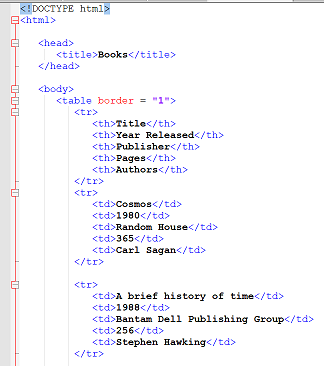 <!DOCTYPE html>
<html>
<head>
<title>Books</title>
</head>
<body>
<table border = "1">
<tr>
<th>Title</th>
<th>Year Released</th>
<th>Publisher</th>
<th>Pages</th>
<th>Authors</th>
</tr>
<tr>
<td>Cosmos</td>
<td>1980</td>
<td>Random House</td>
<td>365</td>
<td>Carl Sagan</td>
</tr>
<tr>
<td>A brief history of time</td>
<td>1988</td>
<td>Bantam Dell Publishing Group</td>
<td>256</td>
<td>Stephen Hawking</td>
</tr>